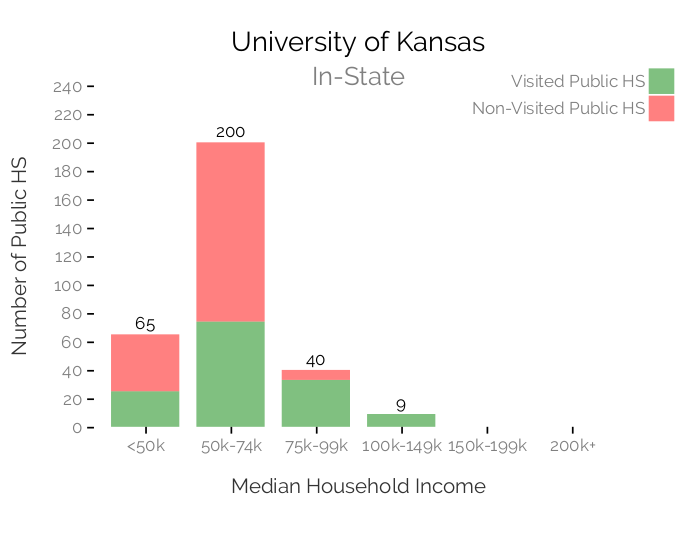 University of Kansas
In-State
Visited Public HS
Non-Visited Public HS
Number of Public HS
240
220
200
180
160
140
120
100
80
60
40
20
0
65
200
40
9
<50k
50k-74k
75k-99k
100k-149k
150k-199k
200k+
Median Household Income